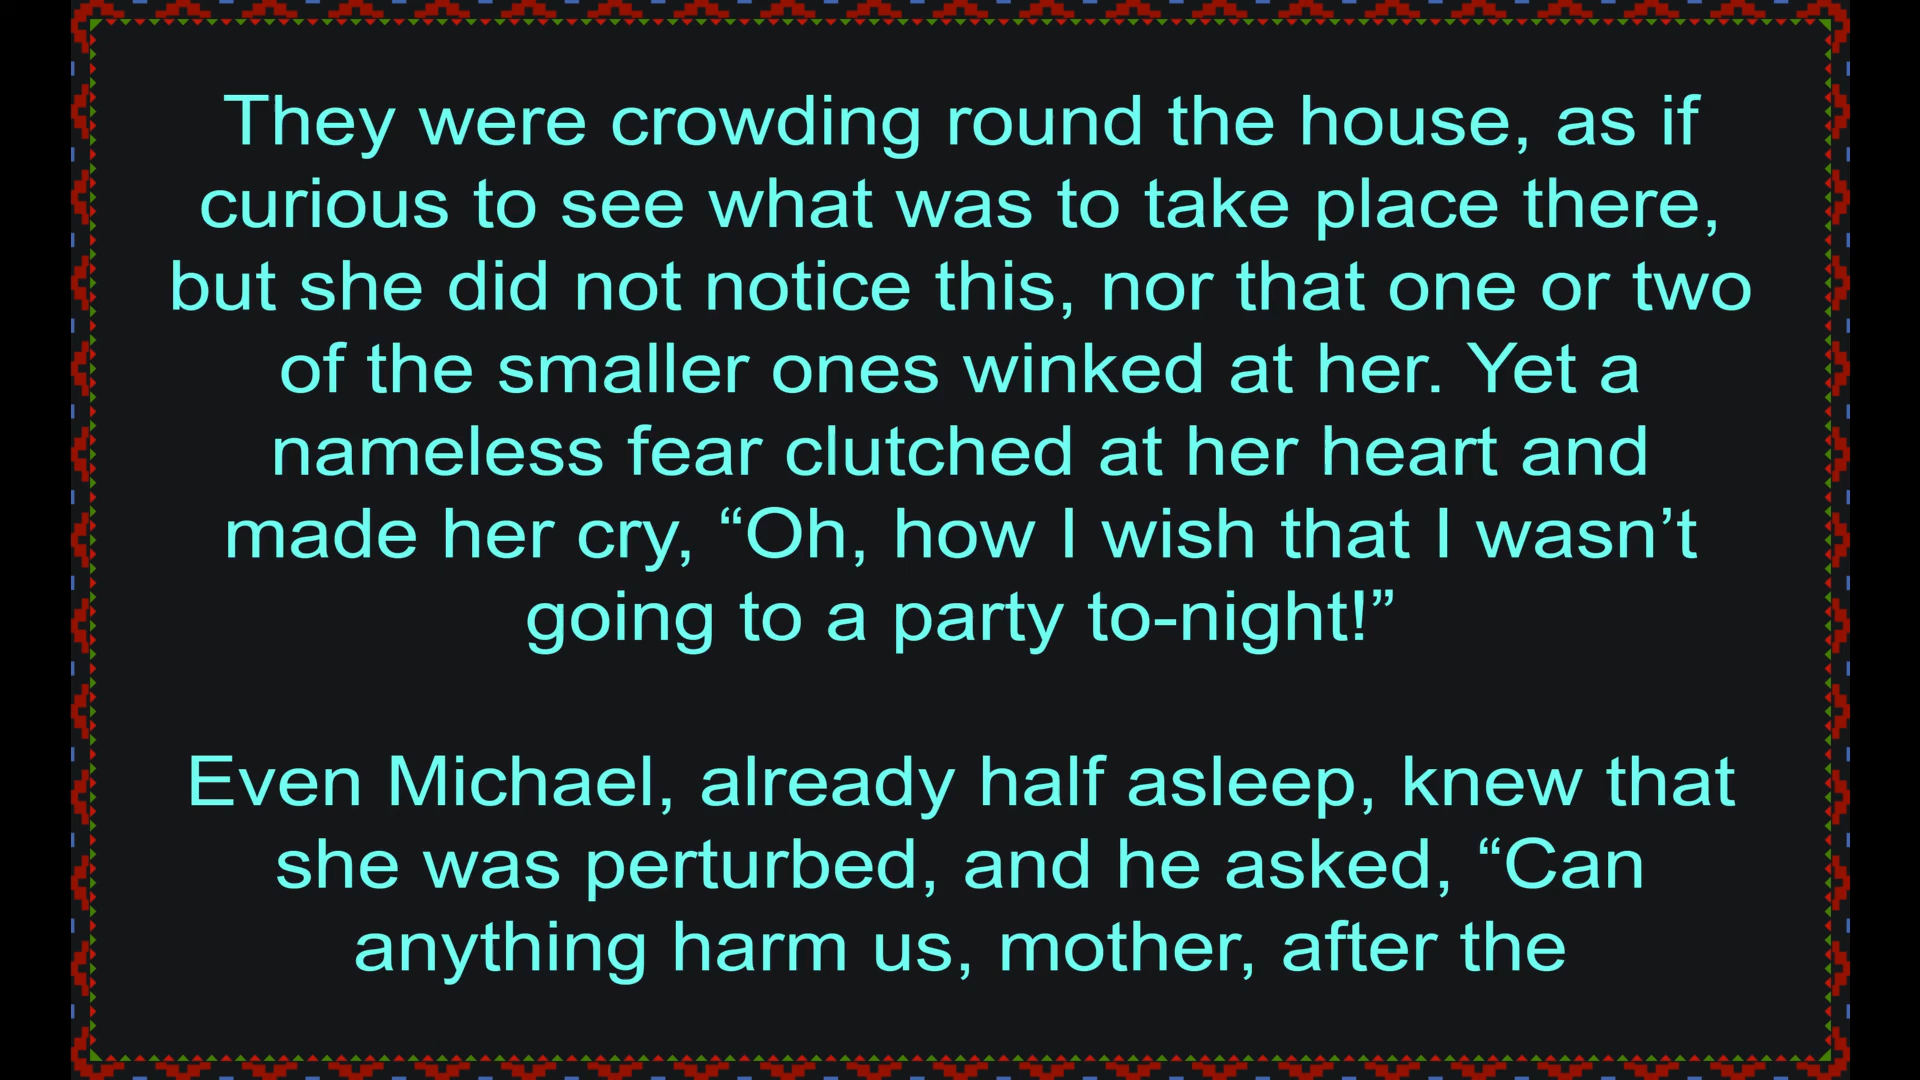 They were crowding round the house, as if
curious to see what was to take place there,
but she did not notice this, nor that one or two
of the smaller ones winked at her. Yet a
nameless fear clutched at her heart and
made her cry, “Oh, how I wish that I wasn’t
going to a party to-night!”
Even Michael, already half asleep, knew that
she was perturbed, and he asked, “Can
anything harm us, mother, after the